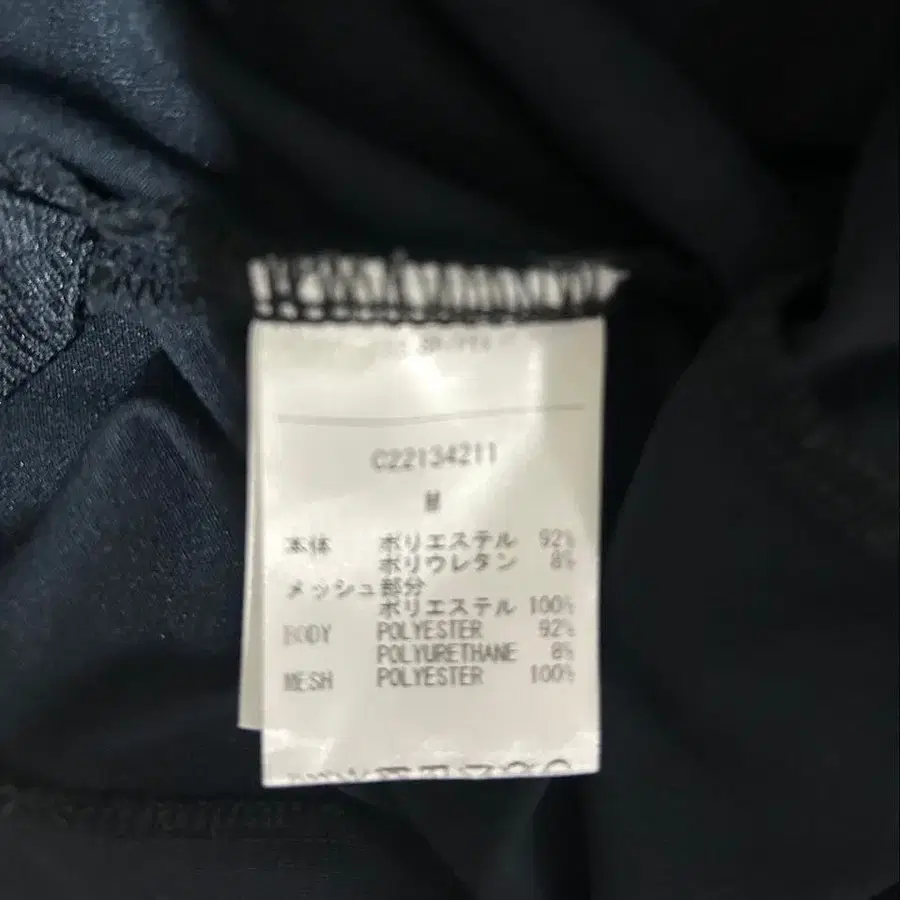 C22134211
M
本体 ポリエステル 92%
ポリウレタン 8%
メッシュ部分
ポリエステル 100%
BODY POLYESTER 92%
POLYURETHANE 8%
MESH POLYESTER 100%